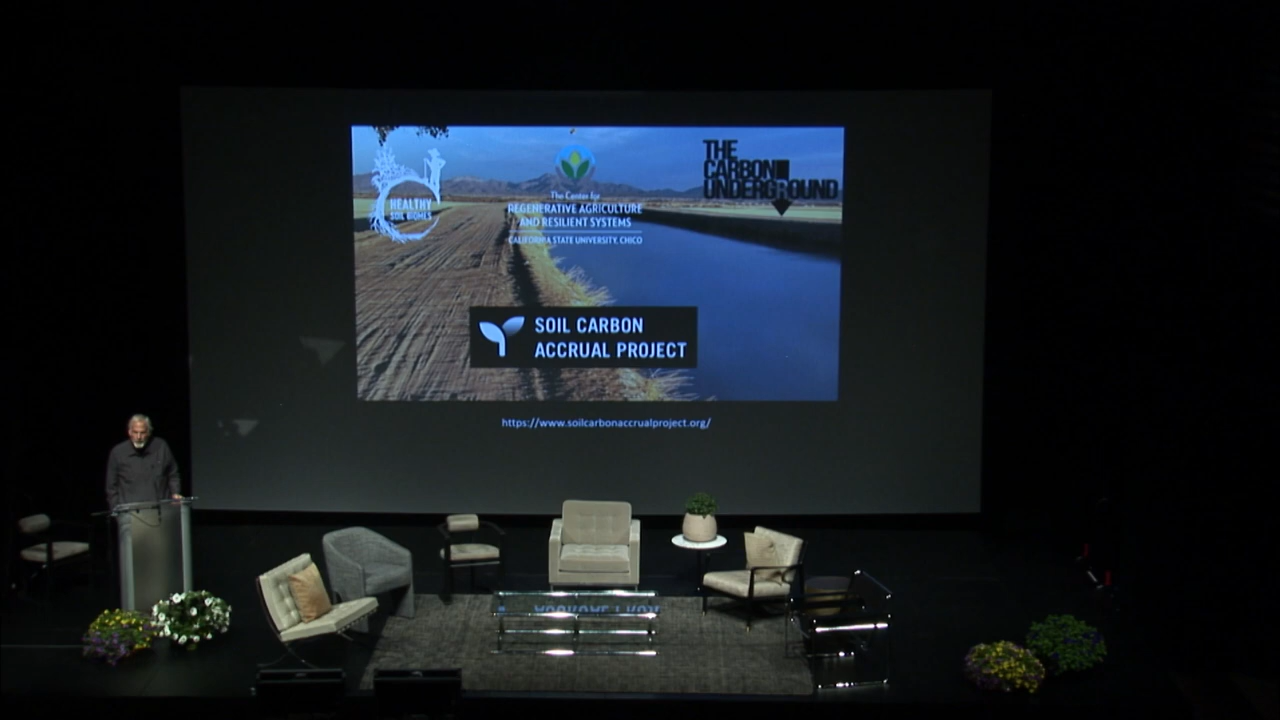 HEALTHY
SOIL BIOMES
The Center for
REGENERATIVE AGRICULTURE
AND RESILIENT SYSTEMS
CALIFORNIA STATE UNIVERSITY, CHICO
THE
CARBON
UNDERGROUND
SOIL CARBON
ACCRUAL PROJECT
https://www.soilcarbonaccrualproject.org/